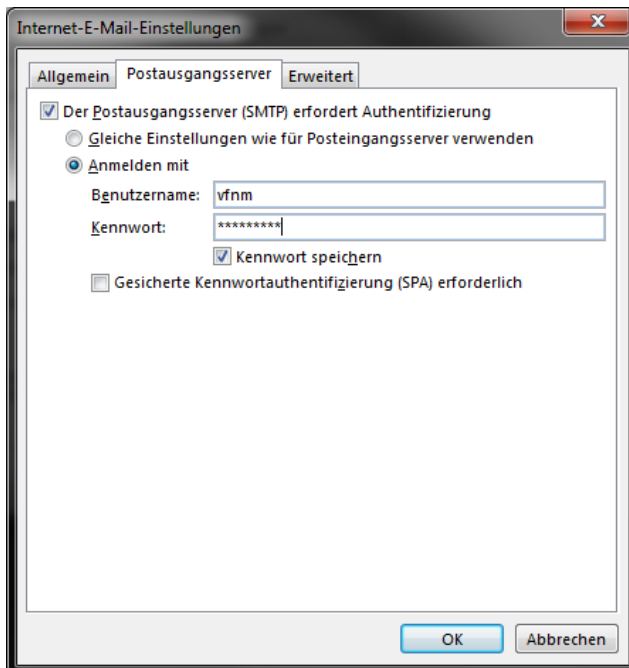 Internet-E-Mail-Einstellungen
Allgemein Postausgangsserver Erweitert
Der Postausgangsserver (SMTP) erfordert Authentifizierung
Gleiche Einstellungen wie für Posteingangsserver verwenden
Anmelden mit
Benutzername: vfnm
Kennwort: *********
Kennwort speichern
Gesicherte Kennwortauthentifizierung (SPA) erforderlich
OK Abbrechen